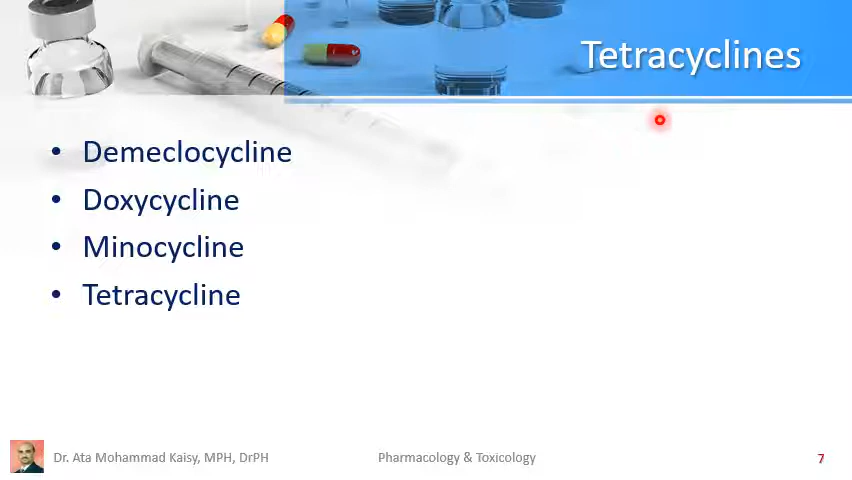 Tetracyclines
• Demeclocycline
• Doxycycline
• Minocycline
• Tetracycline
Dr. Ata Mohammad Kaisy, MPH, DrPH
Pharmacology & Toxicology
7